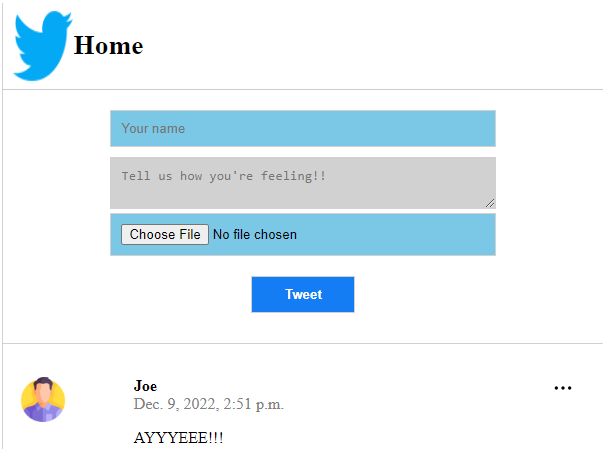 Home
Your name
Tell us how you're feeling!!
Choose File No file chosen
Tweet
Joe
Dec. 9, 2022, 2:51 p.m.
AYYYEEE!!!